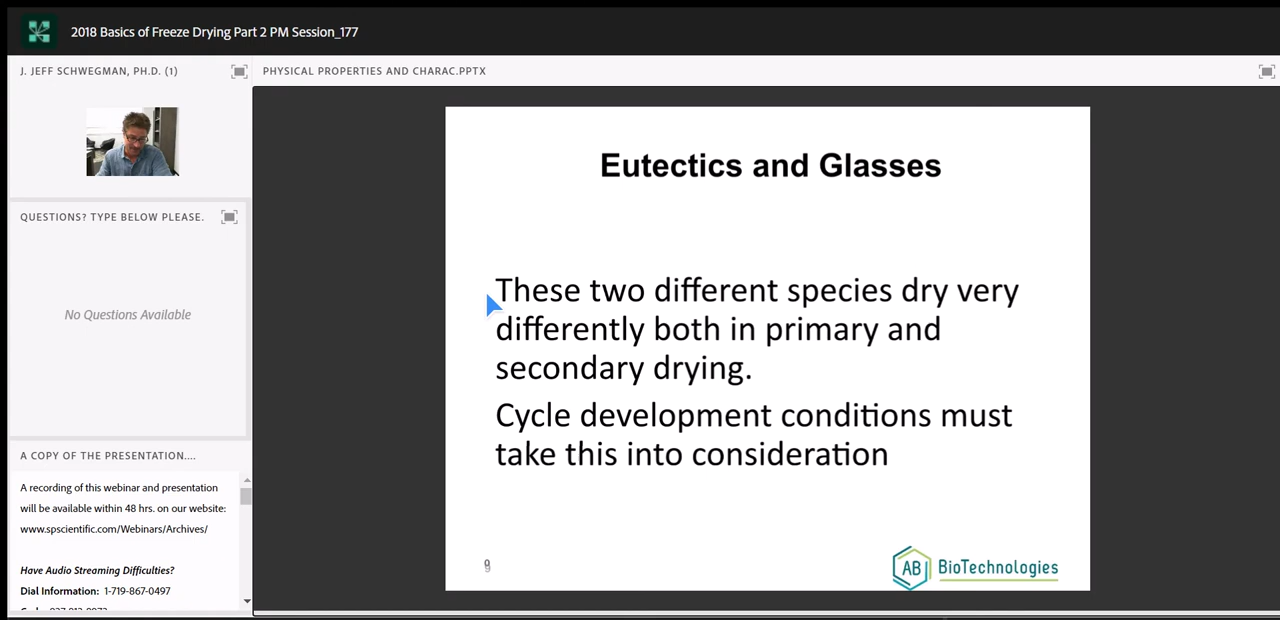 2018 Basics of Freeze Drying Part 2 PM Session_177
J. JEFF SCHWEGMAN, PH.D. (1)
PHYSICAL PROPERTIES AND CHARAC.PPTX
QUESTIONS? TYPE BELOW PLEASE.
No Questions Available
A COPY OF THE PRESENTATION....
A recording of this webinar and presentation
will be available within 48 hrs. on our website:
www.spscientific.com/Webinars/Archives/
Have Audio Streaming Difficulties?
Dial Information: 1-719-867-0497
Eutectics and Glasses
These two different species dry very
differently both in primary and
secondary drying.
Cycle development conditions must
take this into consideration
9
AB BioTechnologies